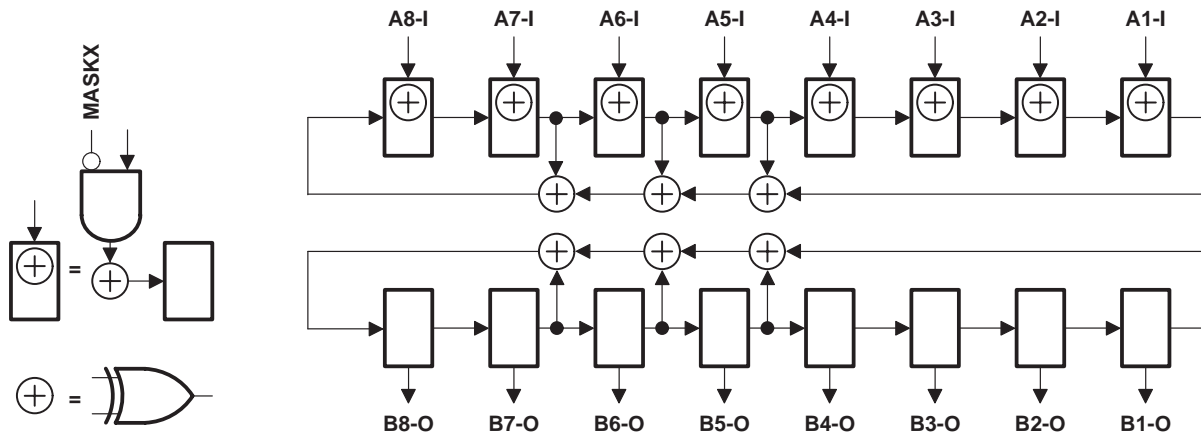 A8-I A7-I A6-I A5-I A4-I A3-I A2-I A1-I
MASKX
=
=
B8-O B7-O B6-O B5-O B4-O B3-O B2-O B1-O